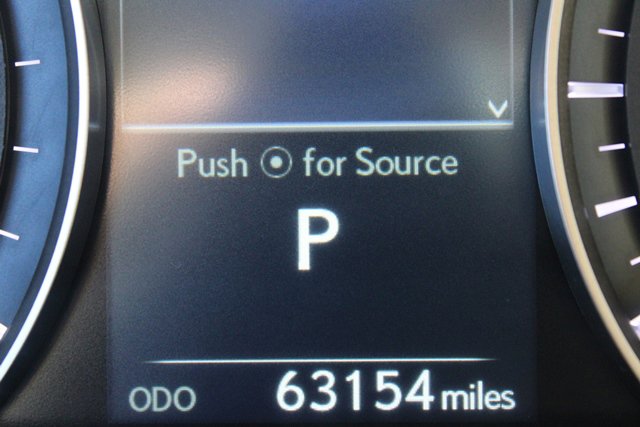 Push ⦿ for Source
P
ODO 63154 miles